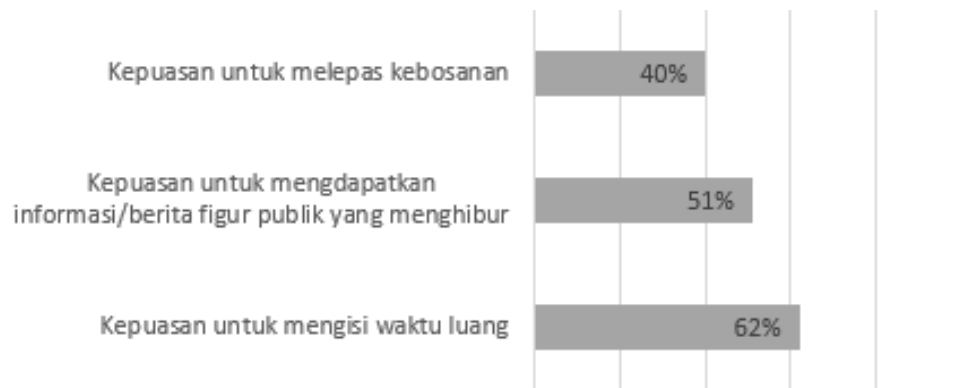 Kepuasan untuk melepas kebosanan
40%
Kepuasan untuk mengdapatkan
informasi/berita figur publik yang menghibur
51%
Kepuasan untuk mengisi waktu luang
62%